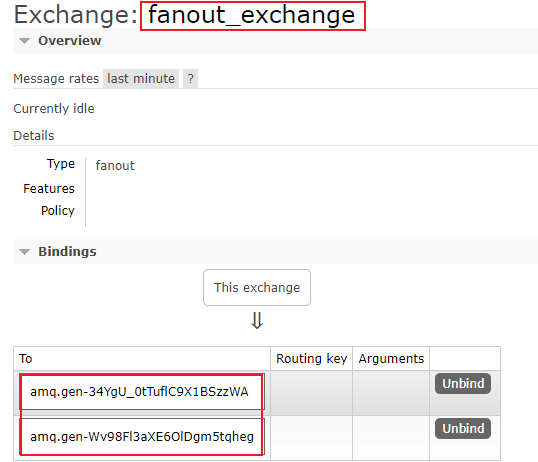 Exchange: fanout_exchange
Overview
Message rates last minute ?
Currently idle
Details
Type fanout
Features
Policy
Bindings
This exchange
⇓
To Routing key Arguments
amq.gen-34YgU_0tTuflC9X1BSzzWA Unbind
amq.gen-Wv98Fl3aXE6OlDgm5tqheg Unbind